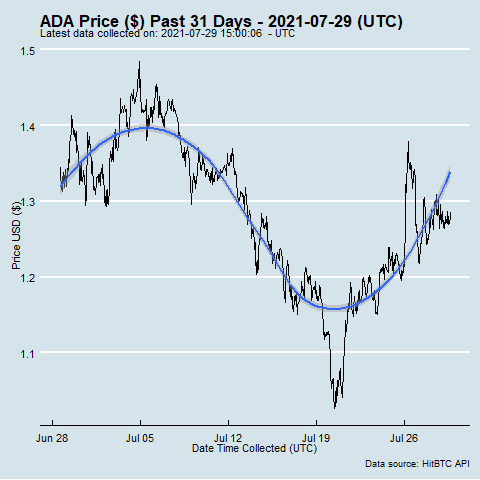 ADA Price ($) Past 31 Days - 2021-07-29 (UTC)
Latest data collected on: 2021-07-29 15:00:06 - UTC
Price USD ($)
1.5
1.4
1.3
1.2
1.1
Jun 28 Jul 05 Jul 12 Jul 19 Jul 26
Date Time Collected (UTC)
Data source: HitBTC API